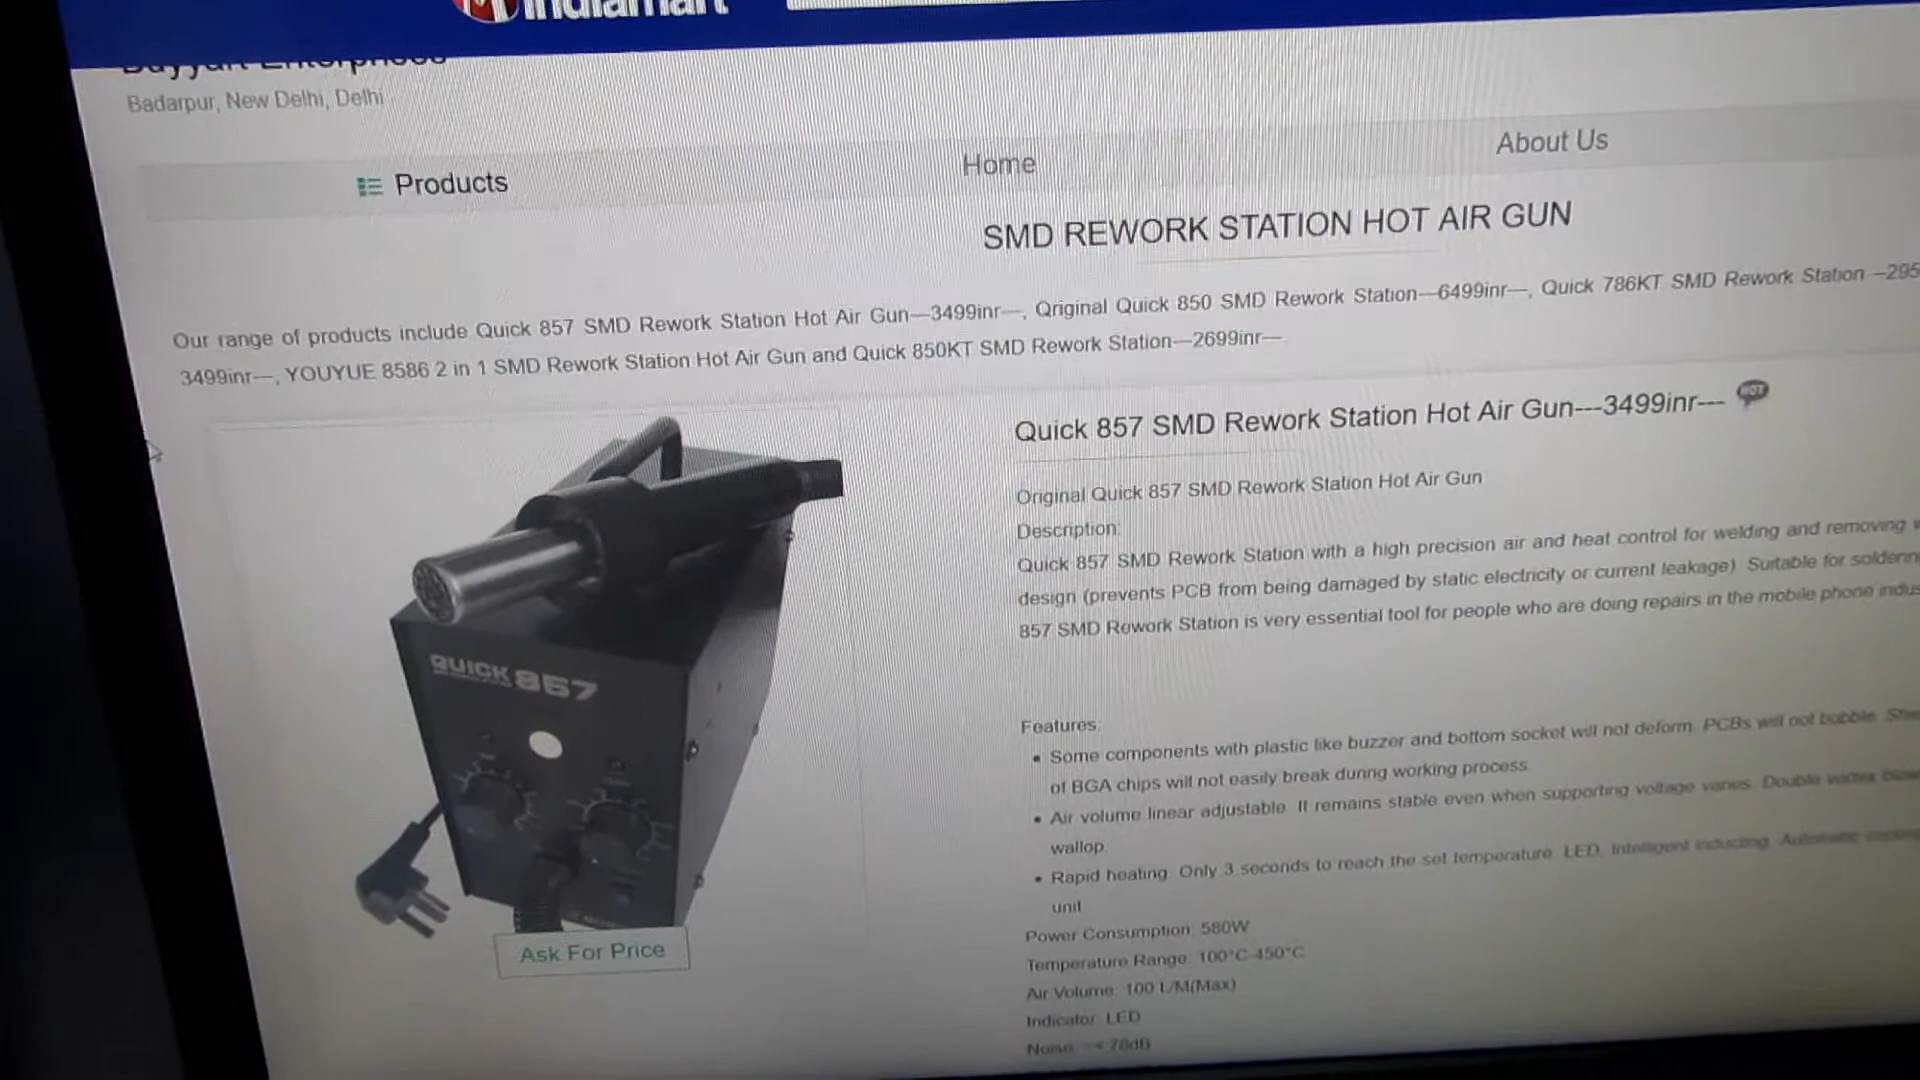 indiamart
Enterprises
Badarpur, New Delhi, Delhi
Products
Home
About Us
SMD REWORK STATION HOT AIR GUN
Our range of products include Quick 857 SMD Rework Station Hot Air Gun—3499inr—, Qriginal Quick 850 SMD Rework Station—6499inr—, Quick 786KT SMD Rework Station –295
3499inr—, YOUYUE 8586 2 in 1 SMD Rework Station Hot Air Gun and Quick 850KT SMD Rework Station—2699inr—.
Quick 857 SMD Rework Station Hot Air Gun---3499inr---
HOT
Original Quick 857 SMD Rework Station Hot Air Gun
Description:
Quick 857 SMD Rework Station with a high precision air and heat control for welding and removing
design (prevents PCB from being damaged by static electricity or current leakage) Suitable for soldering
857 SMD Rework Station is very essential tool for people who are doing repairs in the mobile phone indus
QUICK 857
Features:
• Some components with plastic like buzzer and bottom socket will not deform. PCBs will not bubble.
of BGA chips will not easily break during working process.
• Air volume linear adjustable. It remains stable even when supporting voltage varies. Double
wallop.
• Rapid heating. Only 3 seconds to reach the set temperature. LED. Intelligent inducting. Automatic
unit
Power Consumption: 580W
Temperature Range: 100°C-450°C
Air Volume: 100 L/M(Max)
Indicator: LED
Noise:
Ask For Price